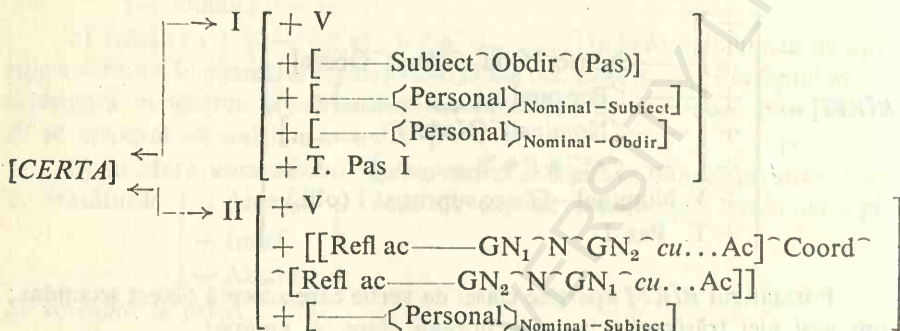 I [ + V
+ [—— Subiect⁀Obdir⁀(Pas)]
+ [——⟨Personal⟩Nominal–Subiect]
+ [——⟨Personal⟩Nominal–Obdir]
+ T. Pas I ]
[CERTA]
II [ + V
+ [[Refl ac——GN₁⁀N⁀GN₂⁀cu...Ac]⁀Coord⁀
⁀[Refl ac——GN₂⁀N⁀GN₁⁀cu...Ac]]
+ [——⟨Personal⟩Nominal–Subiect] ]